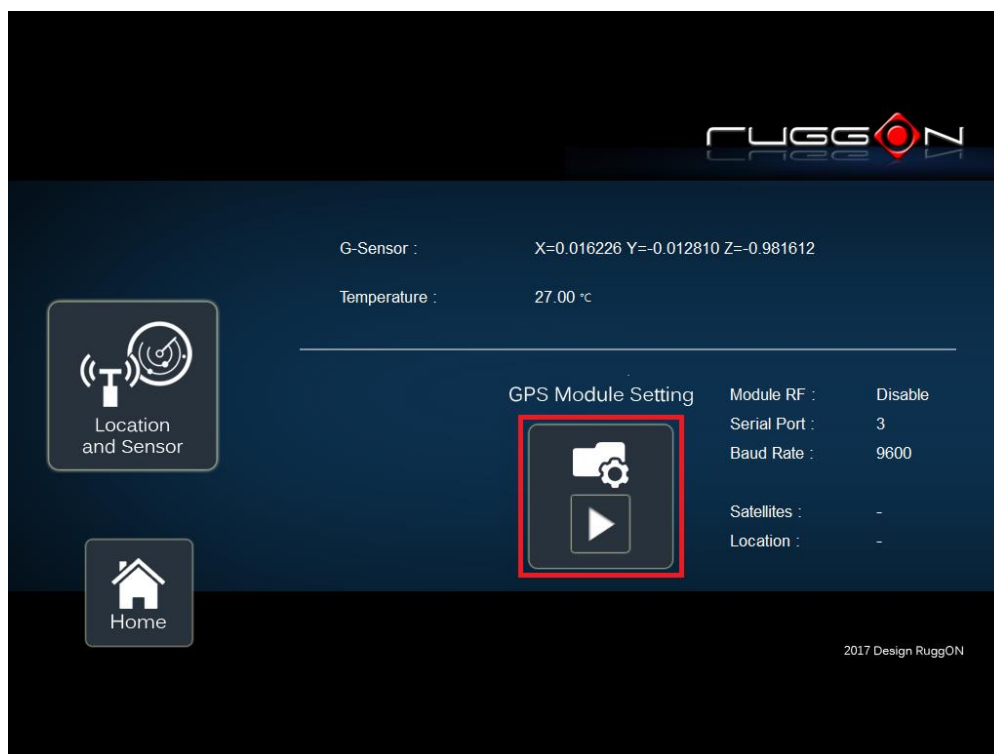 RUGGON
G-Sensor : X=0.016226 Y=-0.012810 Z=-0.981612
Temperature : 27.00 °C
Location
and Sensor
GPS Module Setting
Module RF : Disable
Serial Port : 3
Baud Rate : 9600
Satellites : -
Location : -
Home
2017 Design RuggON